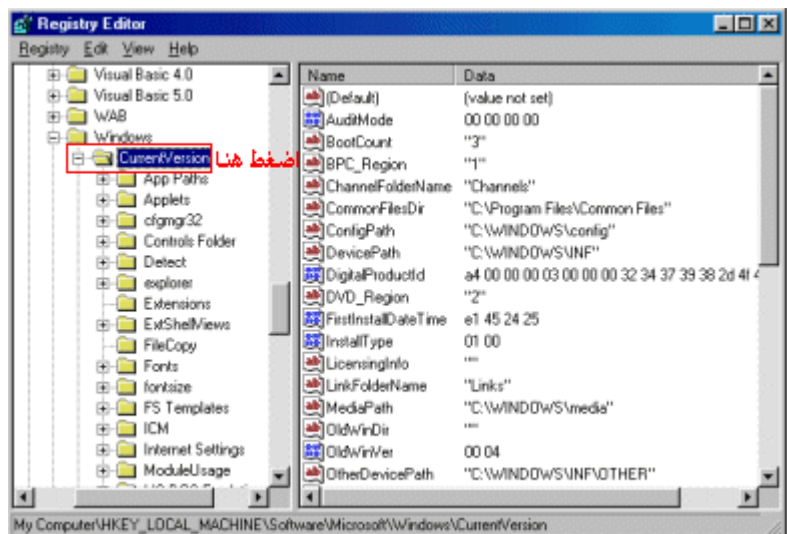 Registry Editor
Registry Edit View Help
Visual Basic 4.0
Visual Basic 5.0
WAB
Windows
CurrentVersion اضغط هنا
App Paths
Applets
cfgmgr32
Controls Folder
Detect
explorer
Extensions
ExtShellViews
FileCopy
Fonts
fontsize
FS Templates
ICM
Internet Settings
ModuleUsage
Name Data
(Default) (value not set)
AuditMode 00 00 00 00
BootCount "3"
BPC_Region "1"
ChannelFolderName "Channels"
CommonFilesDir "C:\Program Files\Common Files"
ConfigPath "C:\WINDOWS\config"
DevicePath "C:\WINDOWS\INF"
DigitalProductId a4 00 00 00 03 00 00 00 32 34 37 39 38 2d 4f 4
DVD_Region "2"
FirstInstallDateTime e1 45 24 25
InstallType 01 00
LicensingInfo ""
LinkFolderName "Links"
MediaPath "C:\WINDOWS\media"
OldWinDir ""
OldWinVer 00 04
OtherDevicePath "C:\WINDOWS\INF\OTHER"
My Computer\HKEY_LOCAL_MACHINE\Software\Microsoft\Windows\CurrentVersion